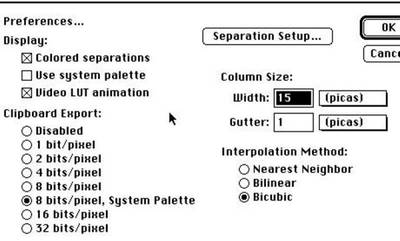 Preferences...
Display:
Colored separations
Use system palette
Video LUT animation
Clipboard Export:
Disabled
1 bit/pixel
2 bits/pixel
4 bits/pixel
8 bits/pixel
8 bits/pixel, System Palette
16 bits/pixel
32 bits/pixel
Separation Setup...
OK
Column Size:
Width: 15 (picas)
Gutter: 1 (picas)
Interpolation Method:
Nearest Neighbor
Bilinear
Bicubic